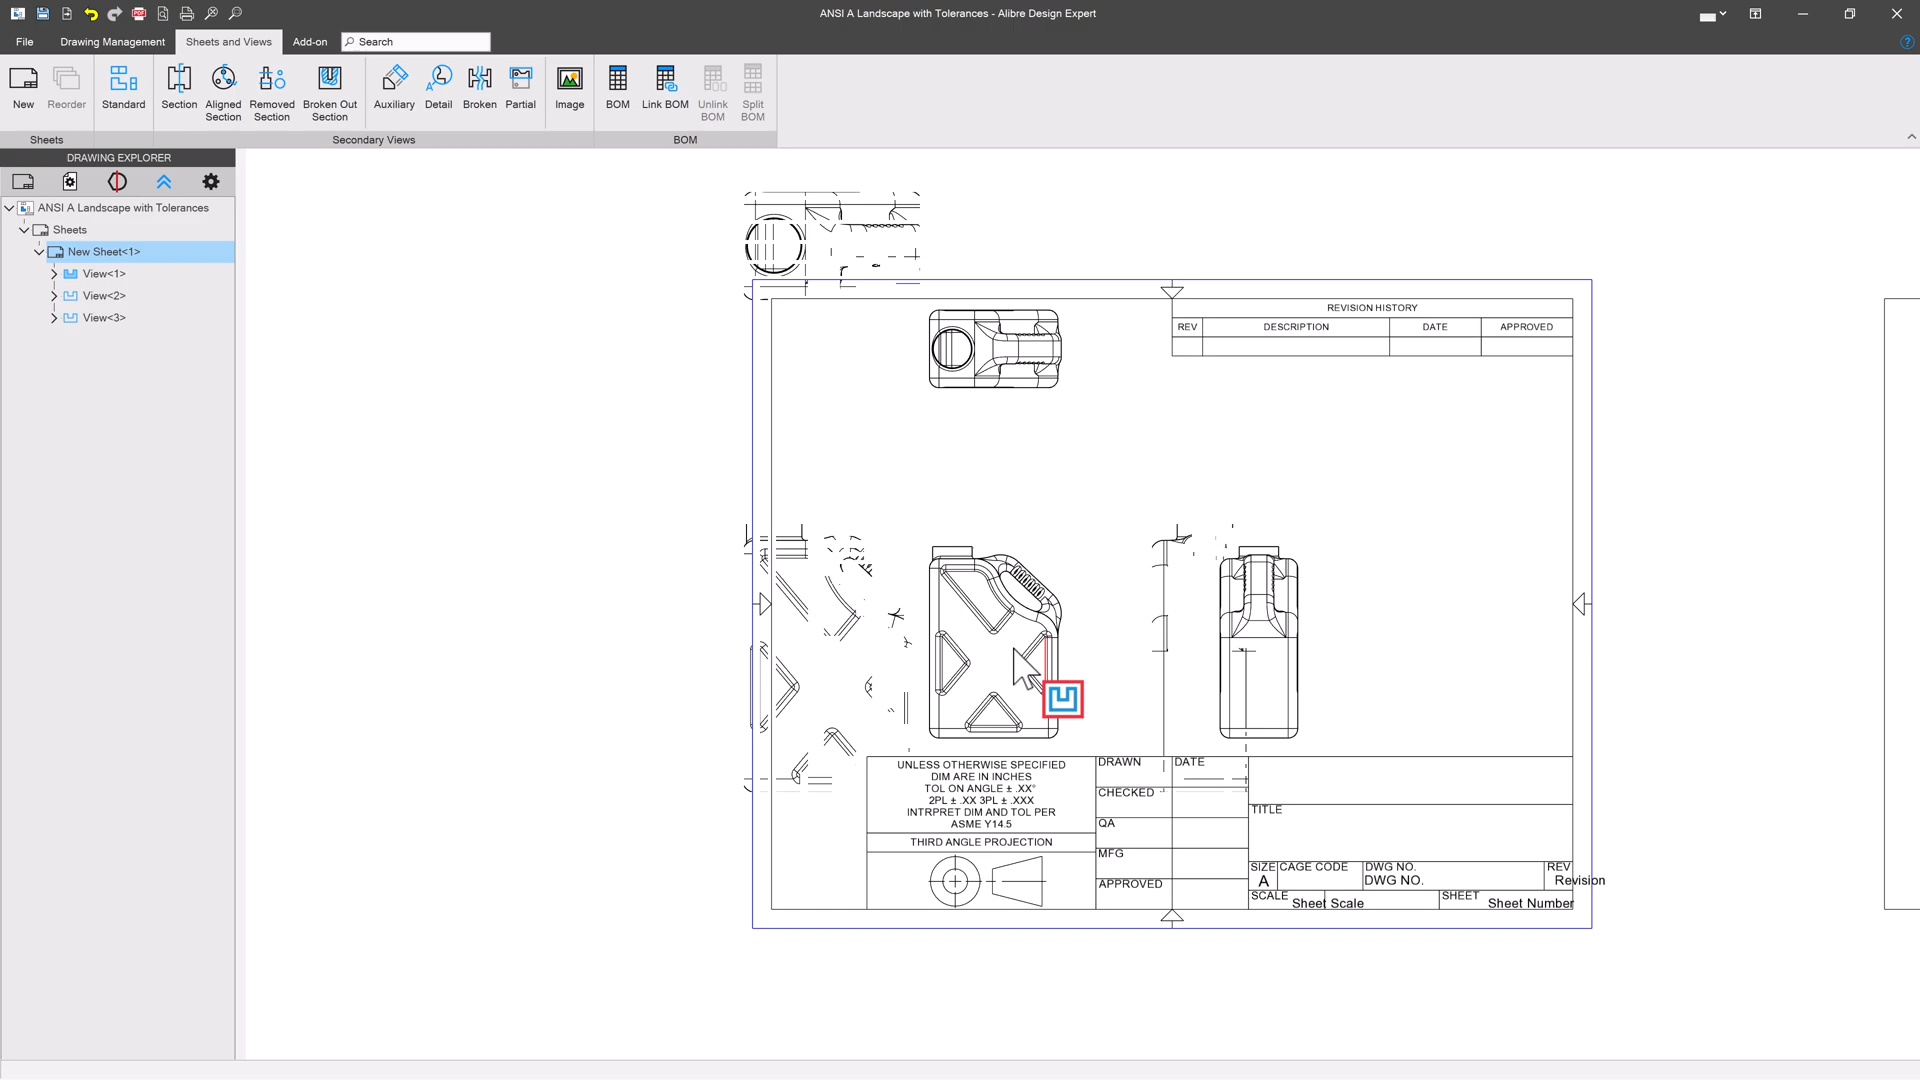 ANSI A Landscape with Tolerances - Alibre Design Expert
File Drawing Management Sheets and Views Add-on Search
New Reorder Standard Section Aligned Section Removed Section Broken Out Section Auxiliary Detail Broken Partial Image BOM Link BOM Unlink BOM Split BOM
Sheets Secondary Views BOM
DRAWING EXPLORER
ANSI A Landscape with Tolerances
Sheets
New Sheet<1>
View<1>
View<2>
View<3>
REVISION HISTORY
REV DESCRIPTION DATE APPROVED
UNLESS OTHERWISE SPECIFIED
DIM ARE IN INCHES
TOL ON ANGLE ± .XX°
2PL ± .XX 3PL ± .XXX
INTRPRET DIM AND TOL PER
ASME Y14.5
THIRD ANGLE PROJECTION
DRAWN DATE
CHECKED
QA
MFG
APPROVED
TITLE
SIZE CAGE CODE DWG NO. REV
A DWG NO. Revision
SCALE Sheet Scale SHEET Sheet Number